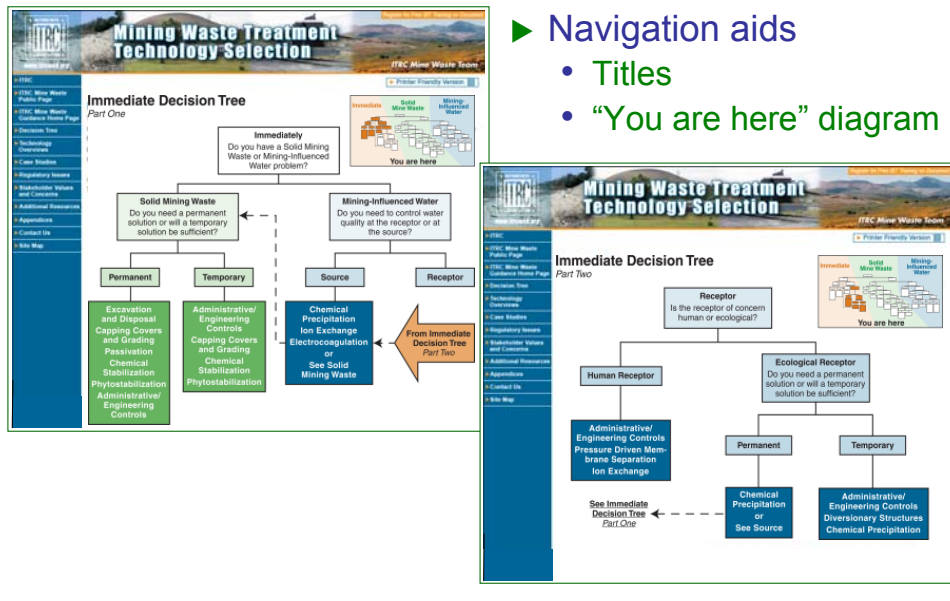 Navigation aids
Titles
“You are here” diagram
ITRC
Mining Waste Treatment
Technology Selection
ITRC Mine Waste Team
Printer Friendly Version
ITRC
ITRC Mine Waste
Public Page
ITRC Mine Waste
Guidance Home Page
Decision Tree
Technology
Overviews
Case Studies
Regulatory Issues
Stakeholder Values
and Concerns
Additional Resources
Appendices
Contact Us
Site Map
Immediate Decision Tree
Part One
Immediate
Solid
Mine Waste
Mining-
Influenced
Water
You are here
Immediately
Do you have a Solid Mining
Waste or Mining-Influenced
Water problem?
Solid Mining Waste
Do you need a permanent
solution or will a temporary
solution be sufficient?
Mining-Influenced Water
Do you need to control water
quality at the receptor or at
the source?
Permanent
Temporary
Source
Receptor
Excavation
and Disposal
Capping Covers
and Grading
Passivation
Chemical
Stabilization
Phytostabilization
Administrative/
Engineering
Controls
Administrative/
Engineering
Controls
Capping Covers
and Grading
Chemical
Stabilization
Phytostabilization
Chemical
Precipitation
Ion Exchange
Electrocoagulation
or
See Solid
Mining Waste
From Immediate
Decision Tree
Part Two
ITRC
Mining Waste Treatment
Technology Selection
ITRC Mine Waste Team
Printer Friendly Version
ITRC
ITRC Mine Waste
Public Page
ITRC Mine Waste
Guidance Home Page
Decision Tree
Technology
Overviews
Case Studies
Regulatory Issues
Stakeholder Values
and Concerns
Additional Resources
Appendices
Contact Us
Site Map
Immediate Decision Tree
Part Two
Immediate
Solid
Mine Waste
Mining-
Influenced
Water
You are here
Receptor
Is the receptor of concern
human or ecological?
Human Receptor
Ecological Receptor
Do you need a permanent
solution or will a temporary
solution be sufficient?
Administrative/
Engineering Controls
Pressure Driven Mem-
brane Separation
Ion Exchange
Permanent
Temporary
See Immediate
Decision Tree
Part One
Chemical
Precipitation
or
See Source
Administrative/
Engineering Controls
Diversionary Structures
Chemical Precipitation